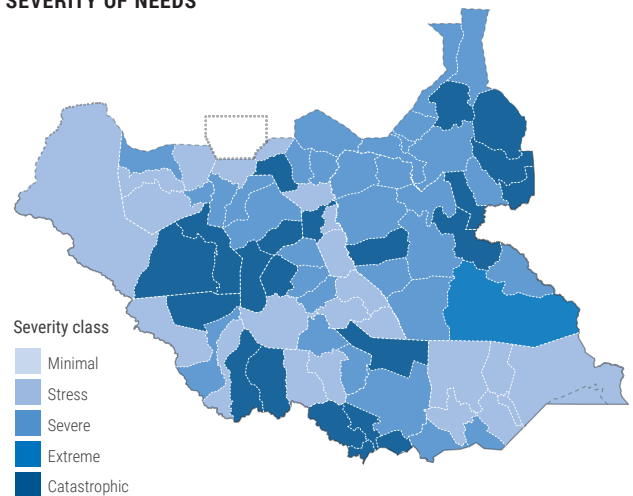 SEVERITY OF NEEDS
Severity class
Minimal
Stress
Severe
Extreme
Catastrophic